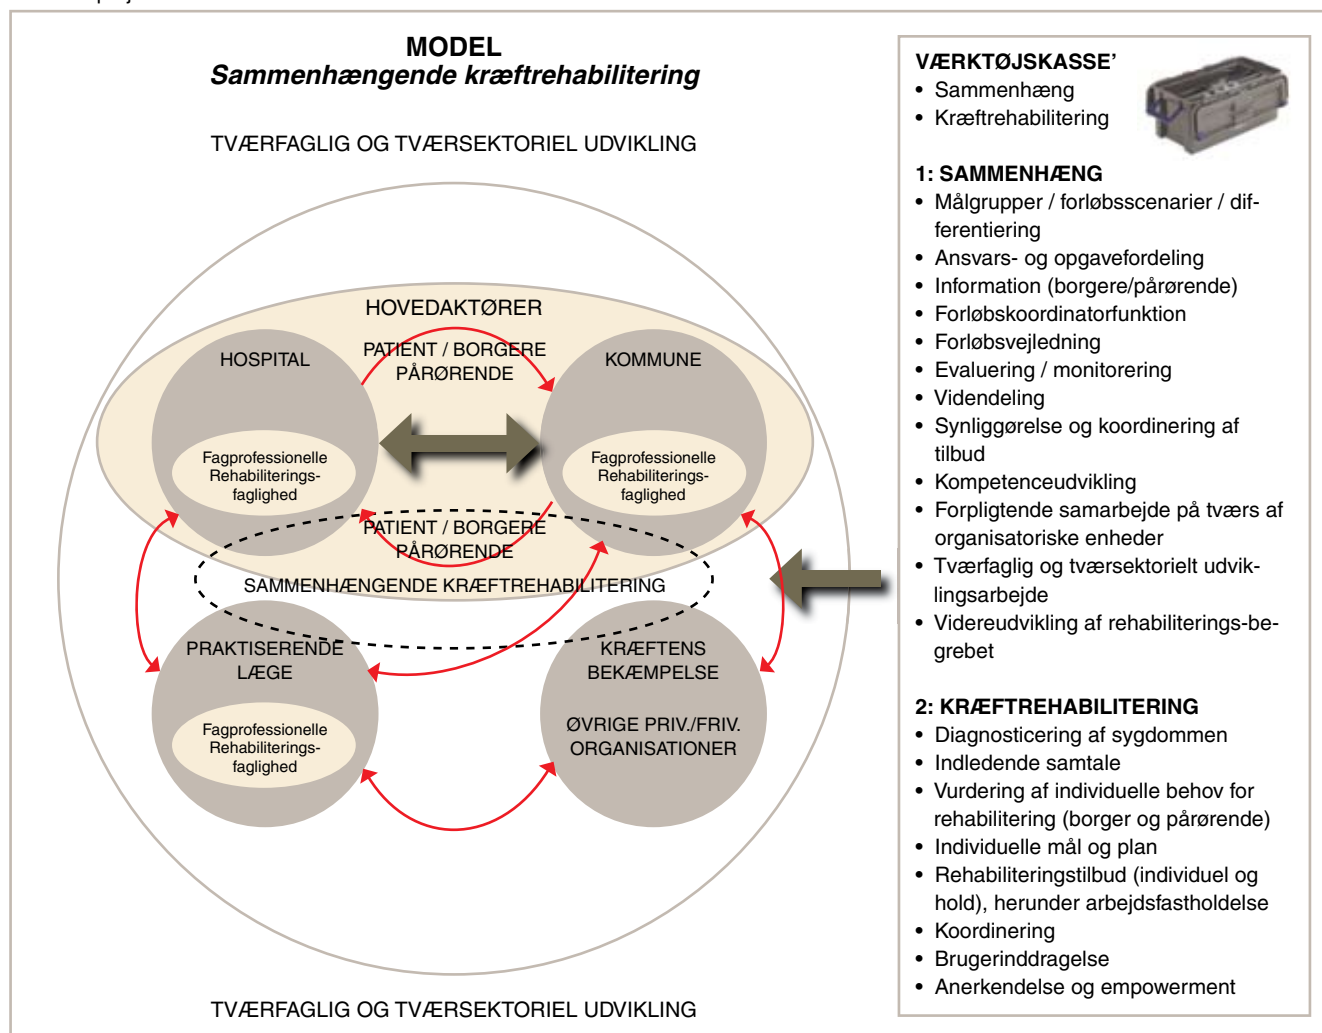 MODEL
Sammenhængende kræftrehabilitering
TVÆRFAGLIG OG TVÆRSEKTORIEL UDVIKLING
HOVEDAKTØRER
HOSPITAL
PATIENT / BORGERE
PÅRØRENDE
KOMMUNE
Fagprofessionelle
Rehabiliterings-
faglighed
Fagprofessionelle
Rehabiliterings-
faglighed
PATIENT / BORGERE
PÅRØRENDE
SAMMENHÆNGENDE KRÆFTREHABILITERING
PRAKTISERENDE
LÆGE
Fagprofessionelle
Rehabiliterings-
faglighed
KRÆFTENS
BEKÆMPELSE
ØVRIGE PRIV./FRIV.
ORGANISATIONER
TVÆRFAGLIG OG TVÆRSEKTORIEL UDVIKLING
VÆRKTØJSKASSE'
• Sammenhæng
• Kræftrehabilitering
1: SAMMENHÆNG
• Målgrupper / forløbsscenarier / dif-
ferentiering
• Ansvars- og opgavefordeling
• Information (borgere/pårørende)
• Forløbskoordinatorfunktion
• Forløbsvejledning
• Evaluering / monitorering
• Videndeling
• Synliggørelse og koordinering af
tilbud
• Kompetenceudvikling
• Forpligtende samarbejde på tværs af
organisatoriske enheder
• Tværfaglig og tværsektorielt udvik-
lingsarbejde
• Videreudvikling af rehabiliterings-be-
grebet
2: KRÆFTREHABILITERING
• Diagnosticering af sygdommen
• Indledende samtale
• Vurdering af individuelle behov for
rehabilitering (borger og pårørende)
• Individuelle mål og plan
• Rehabiliteringstilbud (individuel og
hold), herunder arbejdsfastholdelse
• Koordinering
• Brugerinddragelse
• Anerkendelse og empowerment